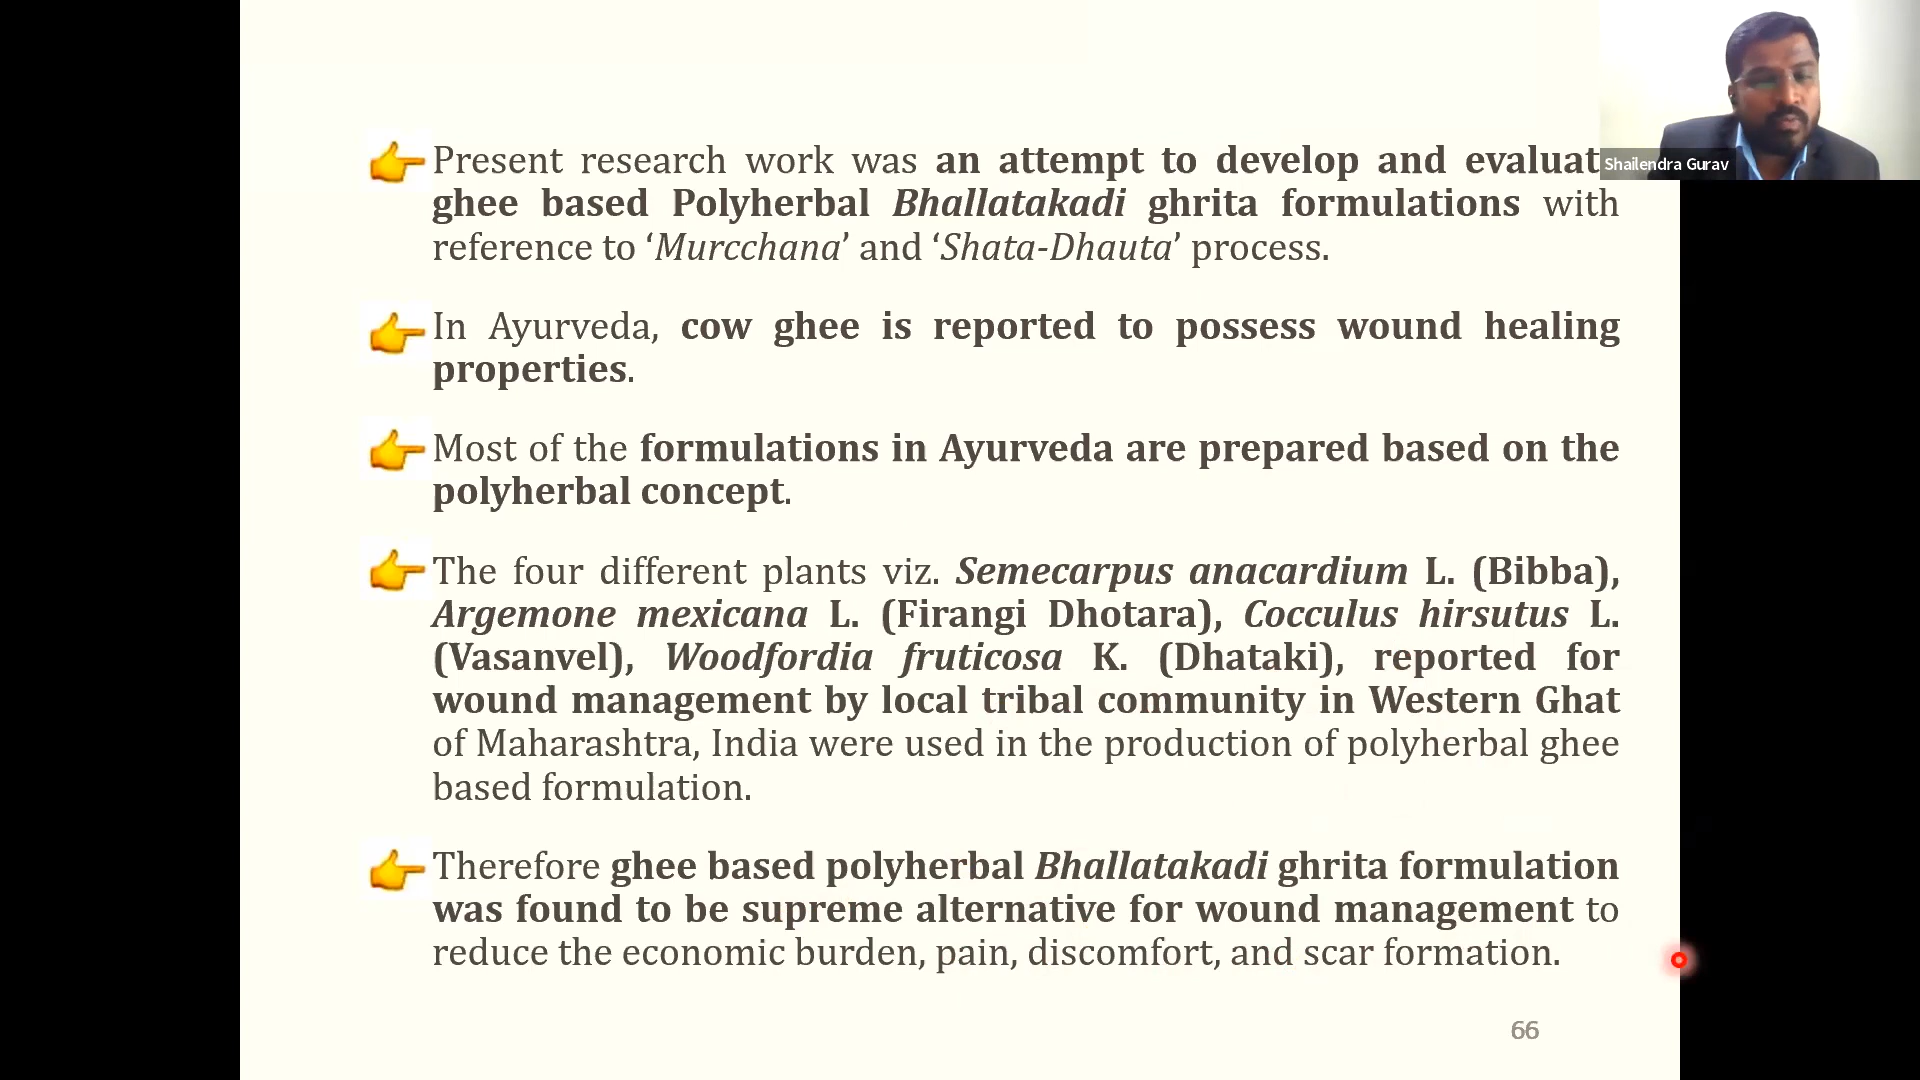 Present research work was an attempt to develop and evaluat
ghee based Polyherbal Bhallatakadi ghrita formulations with
reference to ‘Murcchana’ and ‘Shata-Dhauta’ process.
In Ayurveda, cow ghee is reported to possess wound healing
properties.
Most of the formulations in Ayurveda are prepared based on the
polyherbal concept.
The four different plants viz. Semecarpus anacardium L. (Bibba),
Argemone mexicana L. (Firangi Dhotara), Cocculus hirsutus L.
(Vasanvel), Woodfordia fruticosa K. (Dhataki), reported for
wound management by local tribal community in Western Ghat
of Maharashtra, India were used in the production of polyherbal ghee
based formulation.
Therefore ghee based polyherbal Bhallatakadi ghrita formulation
was found to be supreme alternative for wound management to
reduce the economic burden, pain, discomfort, and scar formation.
66
Shailendra Gurav